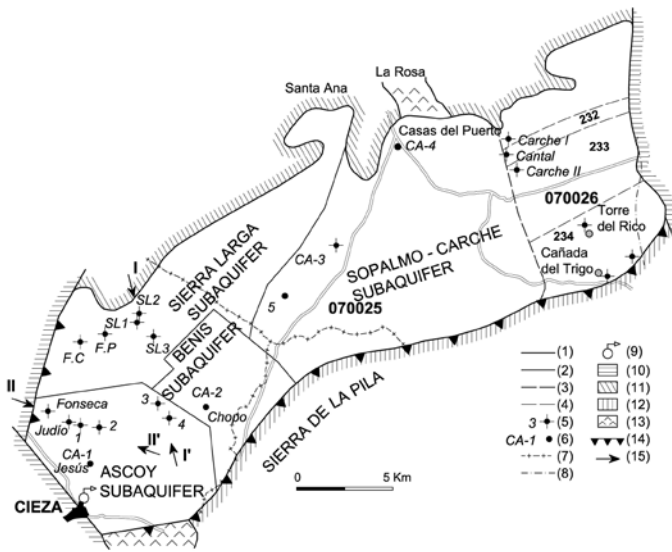 La Rosa
Santa Ana
Casas del Puerto
CA-4
Carche I
Cantal
Carche II
232
233
070026
Torre
del Rico
234
Cañada
del Trigo
SIERRA LARGA
SUBAQUIFER
CA-3
SOPALMO - CARCHE
SUBAQUIFER
070025
5
I
SL2
SL1
SL3
F.P
F.C
BENIS
SUBAQUIFER
CA-2
Chopo
SIERRA DE LA PILA
II
Fonseca
Judío
1
2
3
4
II'
I'
CA-1
Jesús
ASCOY
SUBAQUIFER
CIEZA
0 5 Km
(1) (9)
(2) (10)
(3) (11)
(4) (12)
3 (5) (13)
CA-1 (6) (14)
(7) (15)
(8)